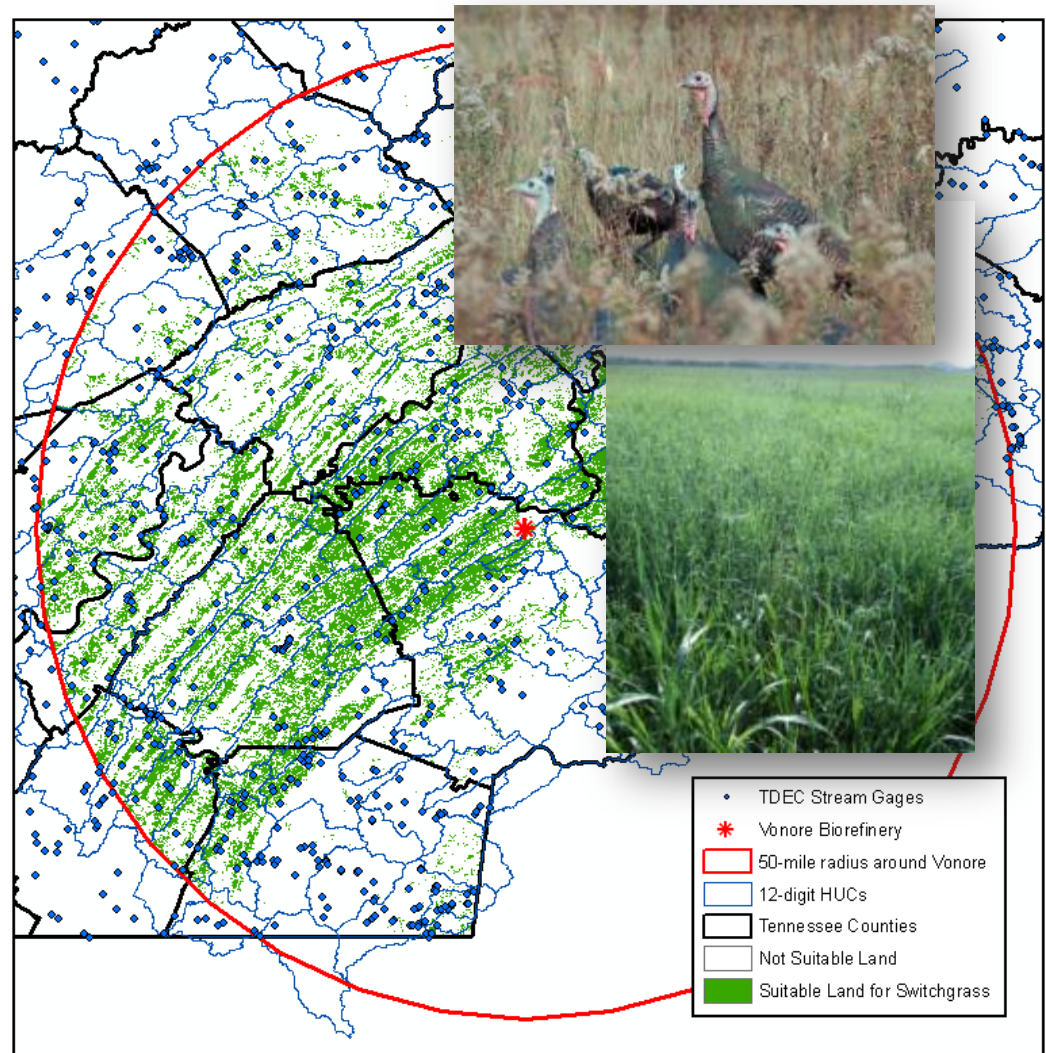 TDEC Stream Gages
Vonore Biorefinery
50-mile radius around Vonore
12-digit HUCs
Tennessee Counties
Not Suitable Land
Suitable Land for Switchgrass